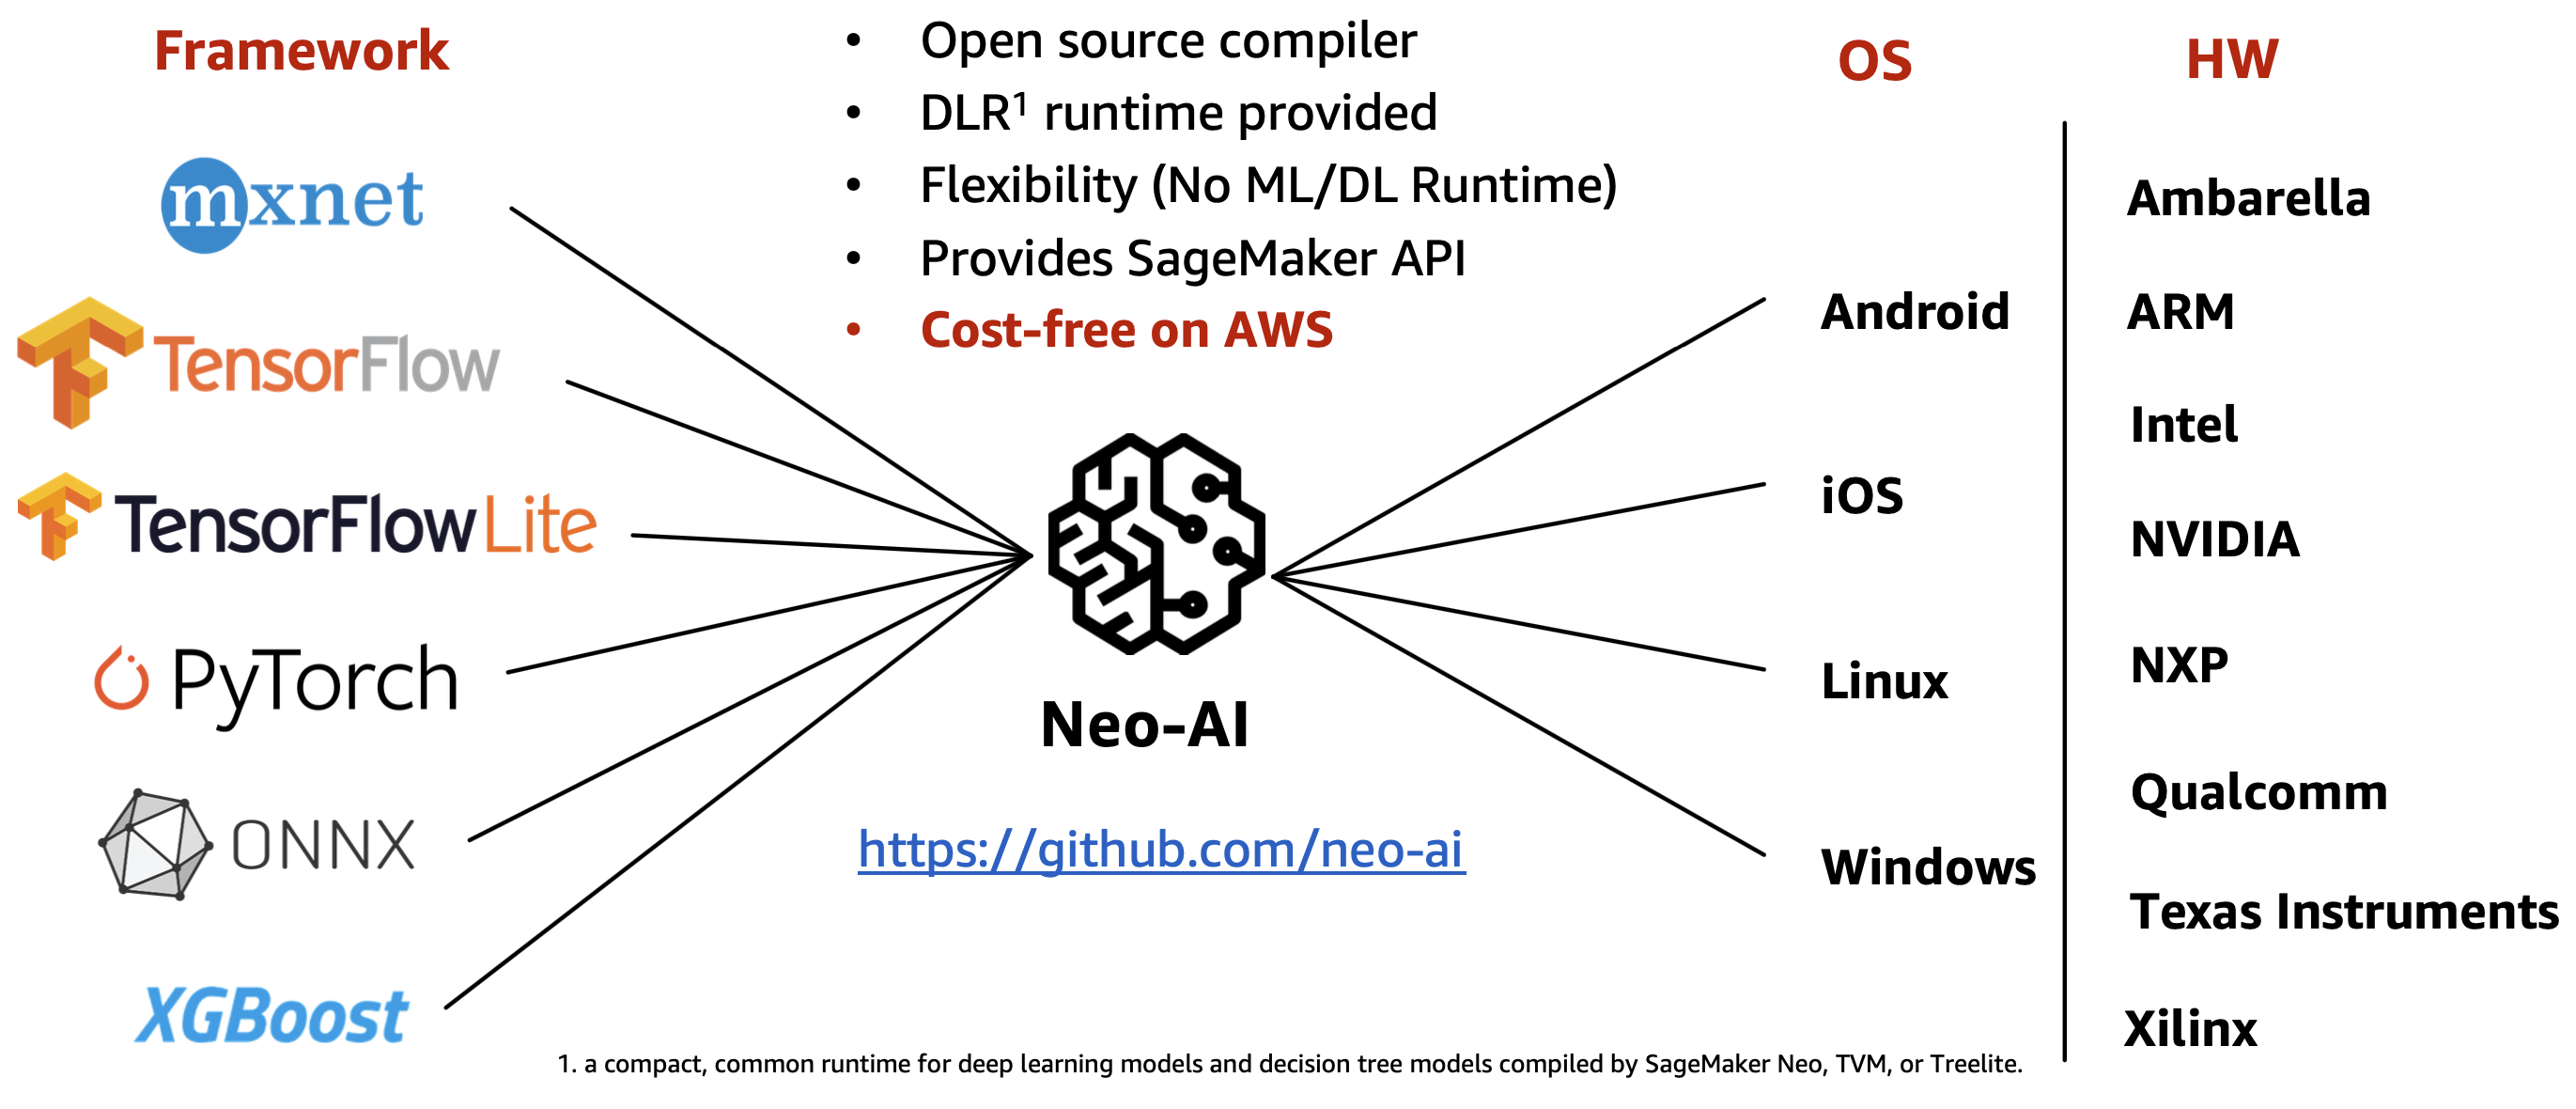 Framework
mxnet
TensorFlow
TensorFlow Lite
PyTorch
ONNX
XGBoost
• Open source compiler
• DLR¹ runtime provided
• Flexibility (No ML/DL Runtime)
• Provides SageMaker API
• Cost-free on AWS
Neo-AI
https://github.com/neo-ai
OS
Android
iOS
Linux
Windows
HW
Ambarella
ARM
Intel
NVIDIA
NXP
Qualcomm
Texas Instruments
Xilinx
1. a compact, common runtime for deep learning models and decision tree models compiled by SageMaker Neo, TVM, or Treelite.